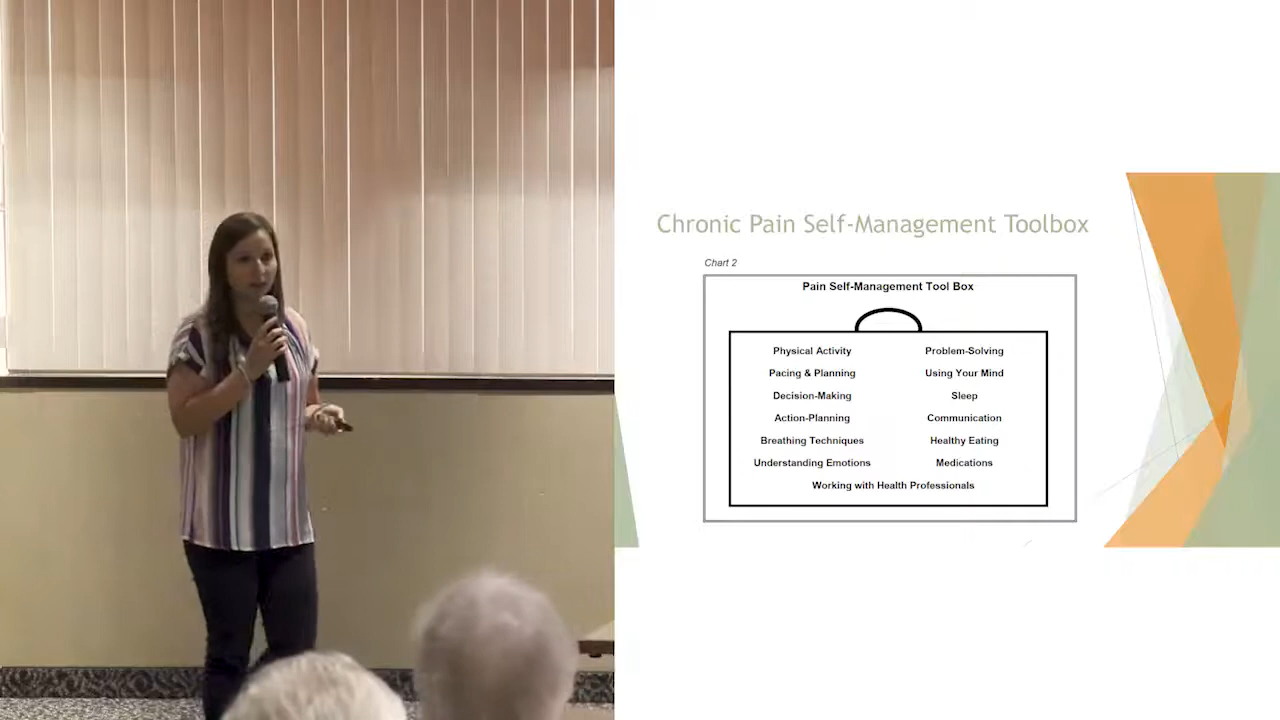 Chronic Pain Self-Management Toolbox
Chart 2
Pain Self-Management Tool Box
Physical Activity Problem-Solving
Pacing & Planning Using Your Mind
Decision-Making Sleep
Action-Planning Communication
Breathing Techniques Healthy Eating
Understanding Emotions Medications
Working with Health Professionals